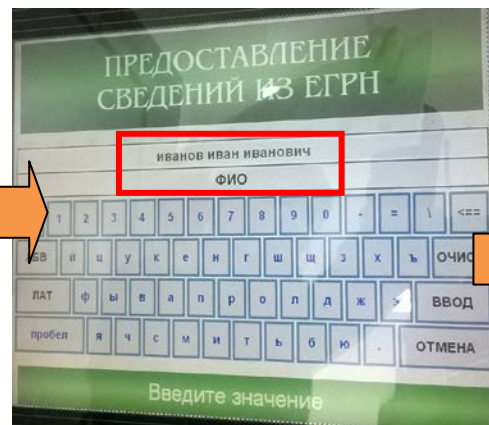 ПРЕДОСТАВЛЕНИЕ
СВЕДЕНИЙ ИЗ ЕГРН
иванов иван иванович
ФИО
1 2 3 4 5 6 7 8 9 0 - = \ <==
АБВ й ц у к е н г ш щ з х ъ
ЛАТ ф ы в а п р о л д ж э ВВОД
пробел я ч с м и т ь б ю . ОТМЕНА
Введите значение